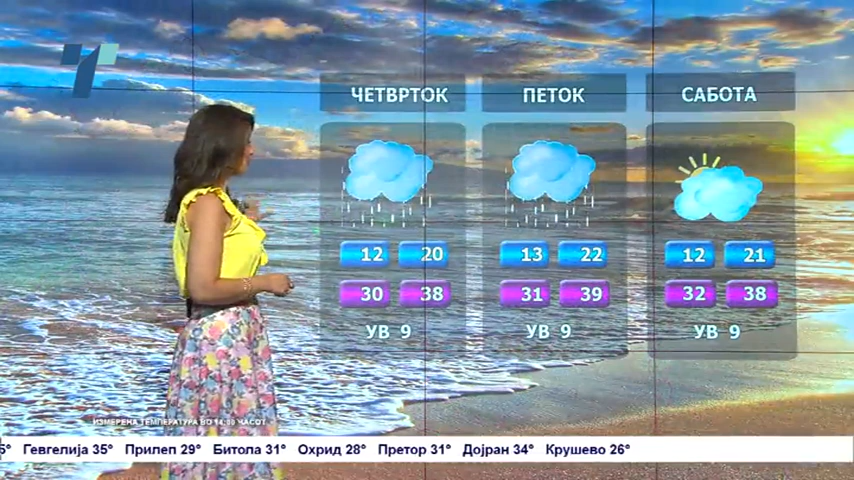 ЧЕТВРТОК ПЕТОК САБОТА
12 20 13 22 12 21
30 38 31 39 32 38
УВ 9 УВ 9 УВ 9
ИЗМЕРЕНА ТЕМПЕРАТУРА ВО 14:00 ЧАСОТ
5° Гевгелија 35° Прилеп 29° Битола 31° Охрид 28° Претор 31° Дојран 34° Крушево 26°